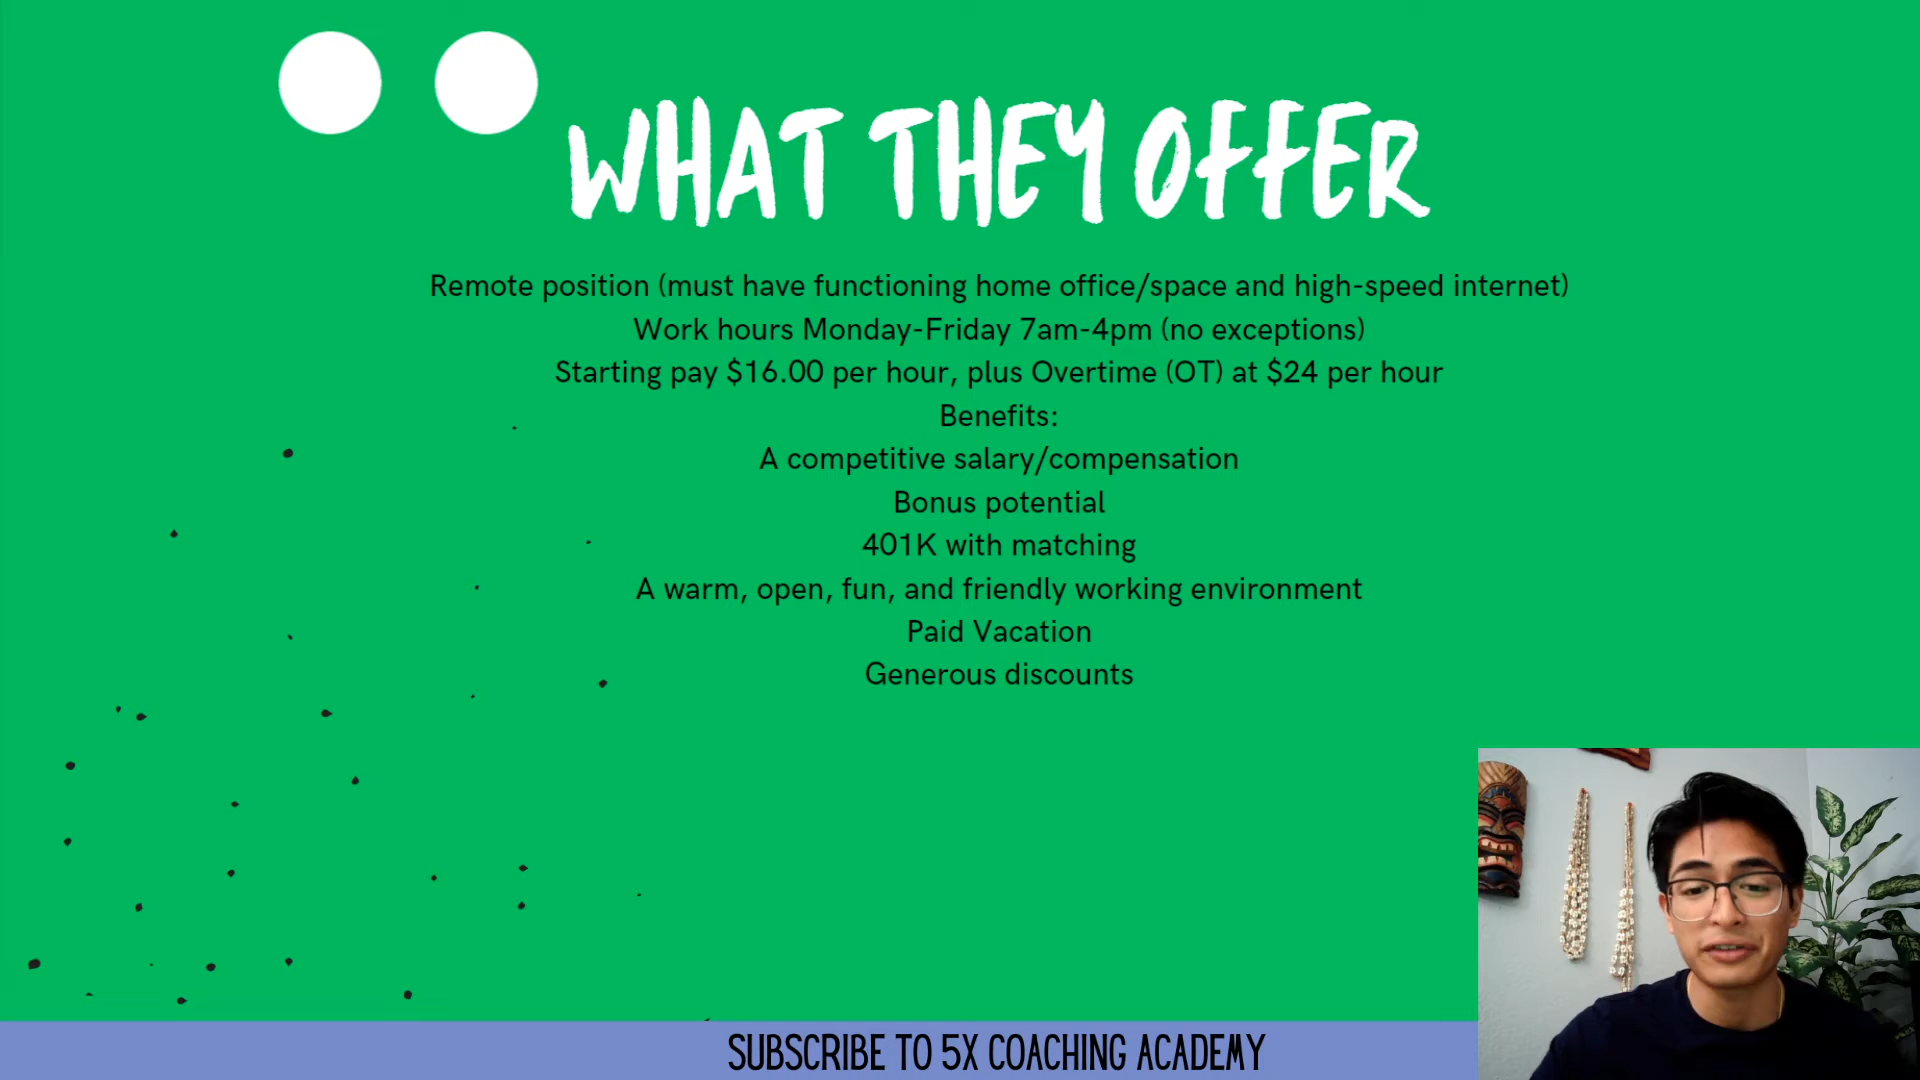 WHAT THEY OFFER
Remote position (must have functioning home office/space and high-speed internet)
Work hours Monday-Friday 7am-4pm (no exceptions)
Starting pay $16.00 per hour, plus Overtime (OT) at $24 per hour
Benefits:
A competitive salary/compensation
Bonus potential
401K with matching
A warm, open, fun, and friendly working environment
Paid Vacation
Generous discounts
SUBSCRIBE TO 5X COACHING ACADEMY